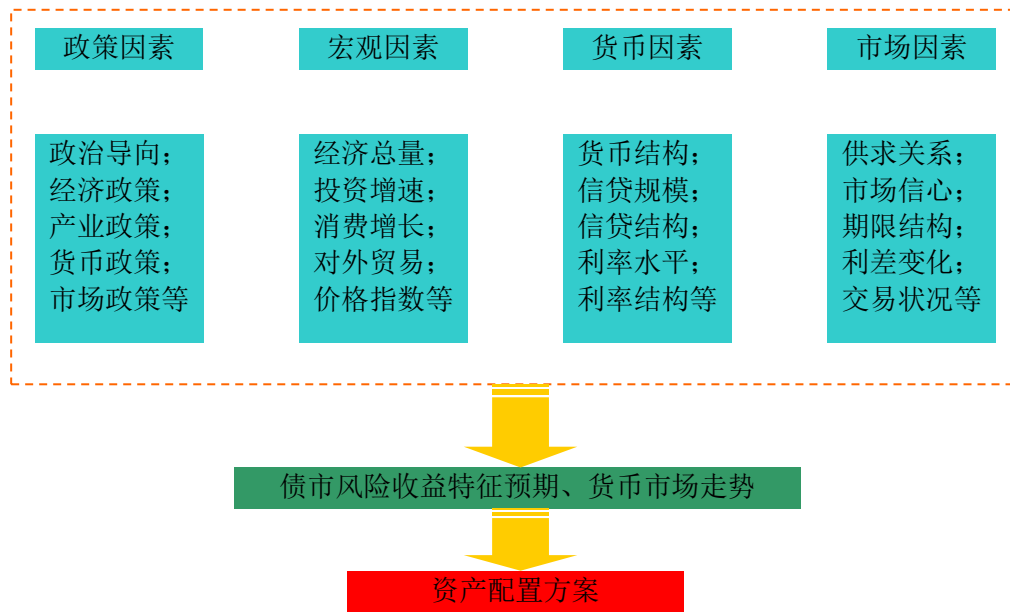 政策因素
宏观因素
货币因素
市场因素
政治导向；
经济政策；
产业政策；
货币政策；
市场政策等
经济总量；
投资增速；
消费增长；
对外贸易；
价格指数等
货币结构；
信贷规模；
信贷结构；
利率水平；
利率结构等
供求关系；
市场信心；
期限结构；
利差变化；
交易状况等
债市风险收益特征预期、货币市场走势
资产配置方案